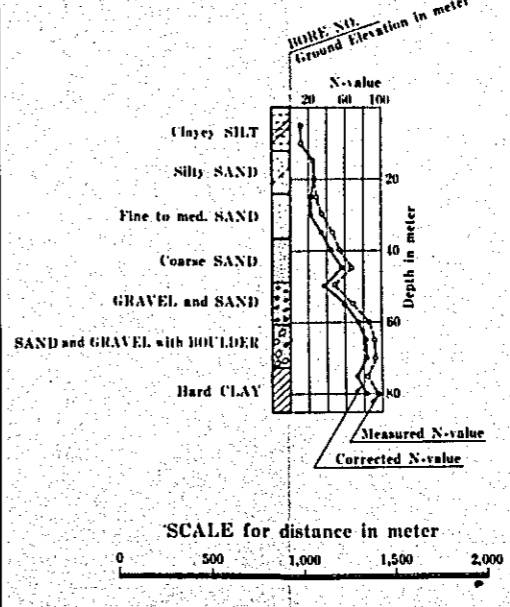 BORE NO.
Ground Elevation in meter
N-value
20 60 100
Clayey SILT
Silty SAND
Fine to med. SAND
Coarse SAND
GRAVEL and SAND
SAND and GRAVEL with BOULDER
Hard CLAY
20
40
60
80
Depth in meter
Measured N-value
Corrected N-value
SCALE for distance in meter
0 500 1,000 1,500 2,000